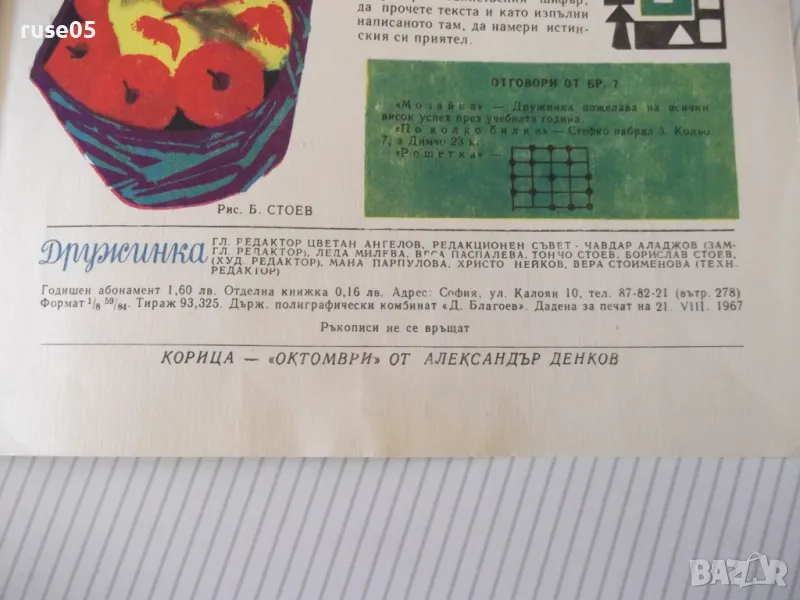 ruse05
да прочете текста и като изпълни
написаното там, да намери истин-
ския си приятел.
ОТГОВОРИ ОТ БР. 7
«Мозайка» — Дружинка пожелава на всички
висок успех през учебната година.
«По колко билки» — Стефко набрал 3. Кольо
7, а Димчо 23 кг.
«Решетка» —
Рис. Б. СТОЕВ
Дружинка
ГЛ. РЕДАКТОР ЦВЕТАН АНГЕЛОВ, РЕДАКЦИОНЕН СЪВЕТ - ЧАВДАР АЛАДЖОВ (ЗАМ-
ГЛ. РЕДАКТОР), ЛЕДА МИЛЕВА, ВЕСА ПАСПАЛЕВА, ТОНЧО СТОЕВ, БОРИСЛАВ СТОЕВ,
(ХУД. РЕДАКТОР), МАНА ПАРПУЛОВА, ХРИСТО НЕЙКОВ, ВЕРА СТОИМЕНОВА (ТЕХН.
РЕДАКТОР)
Годишен абонамент 1,60 лв. Отделна книжка 0,16 лв. Адрес: София, ул. Калоян 10, тел. 87-82-21 (вътр. 278)
Формат 1/8 59/84. Тираж 93,325. Държ. полиграфически комбинат «Д. Благоев». Дадена за печат на 21. VIII. 1967
Ръкописи не се връщат
КОРИЦА — «ОКТОМВРИ» ОТ АЛЕКСАНДЪР ДЕНКОВ
BAZAR